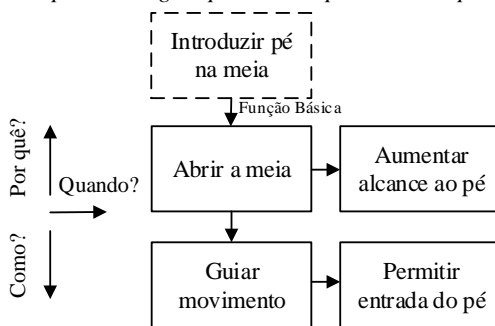 Introduzir pé
na meia
Função Básica
Por quê?
Quando?
Como?
Abrir a meia
Aumentar
alcance ao pé
Guiar
movimento
Permitir
entrada do pé